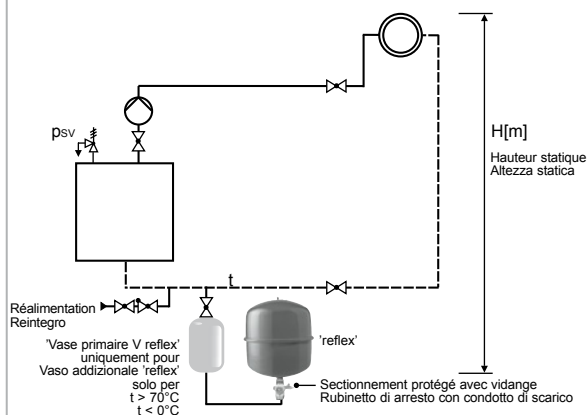 pSV
H[m]
Hauteur statique
Altezza statica
t
Réalimentation
Reintegro
'Vase primaire V reflex'
uniquement pour
Vaso addizionale 'reflex'
solo per
t > 70°C
t < 0°C
'reflex'
Sectionnement protégé avec vidange
Rubinetto di arresto con condotto di scarico